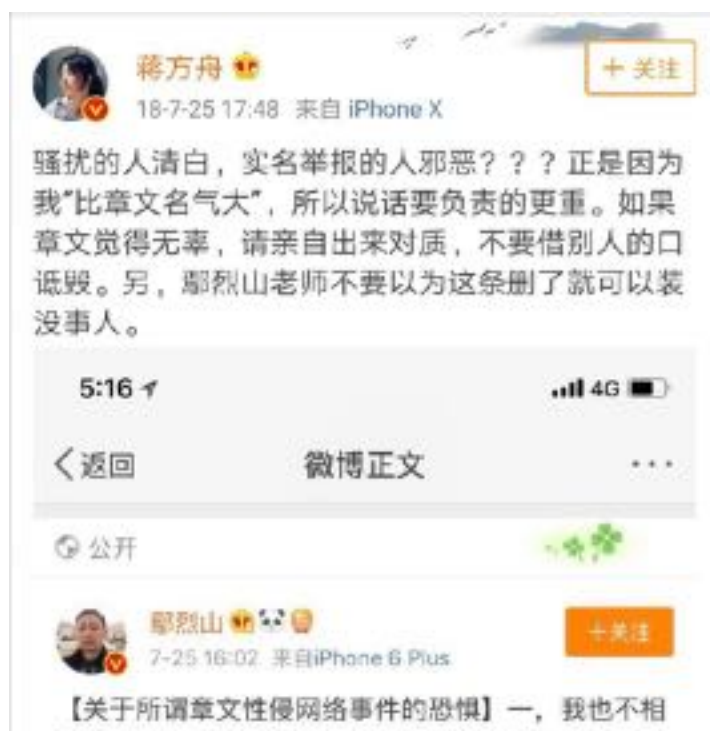 蒋方舟
+ 关注
18-7-25 17:48 来自 iPhone X
骚扰的人清白，实名举报的人邪恶？？？正是因为
我“比章文名气大”，所以说话要负责的更重。如果
章文觉得无辜，请亲自出来对质，不要借别人的口
诋毁。另，鄢烈山老师不要以为这条删了就可以装
没事人。
5:16 4G
返回 微博正文 ···
公开
鄢烈山
+关注
7-25 16:02 来自iPhone 6 Plus
【关于所谓章文性侵网络事件的恐惧】一，我也不相